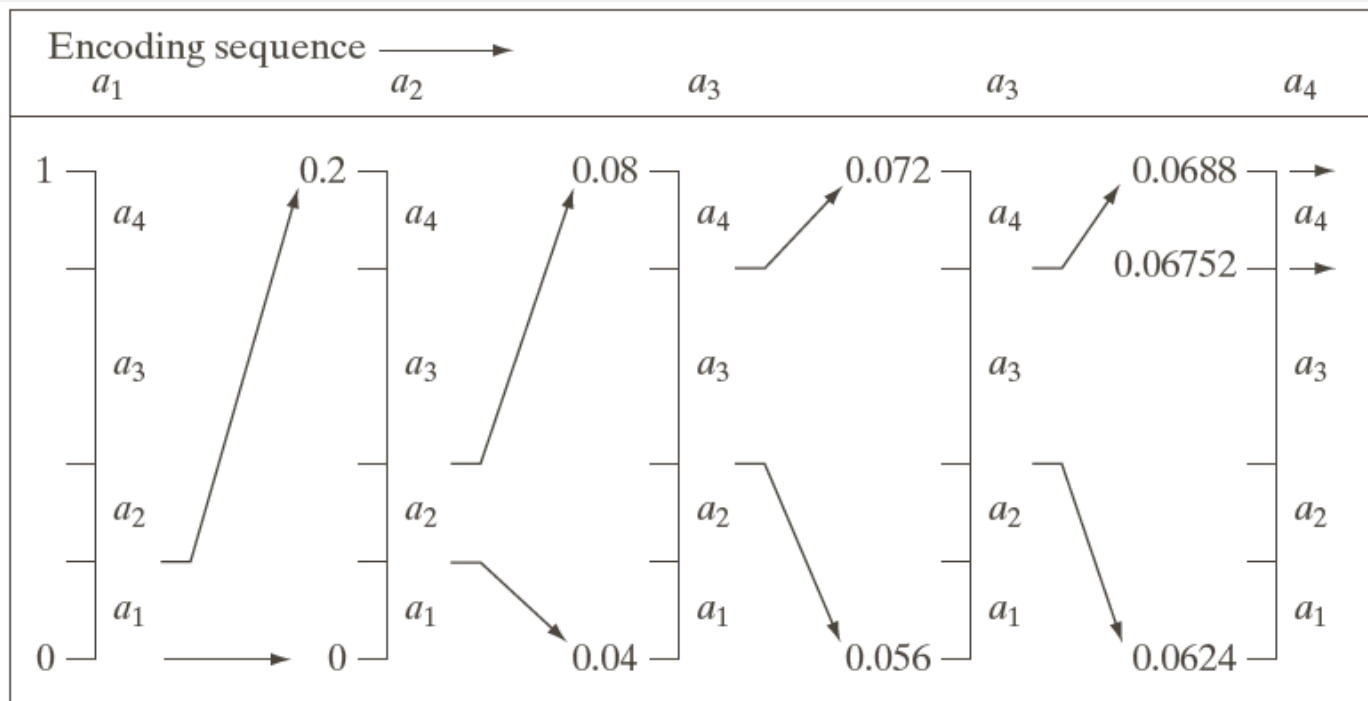 Encoding sequence
a1 a2 a3 a3 a4
1 0.2 0.08 0.072 0.0688
a4 a4 a4 a4 a4
0.06752
a3 a3 a3 a3 a3
a2 a2 a2 a2 a2
a1 a1 a1 a1 a1
0 0 0.04 0.056 0.0624